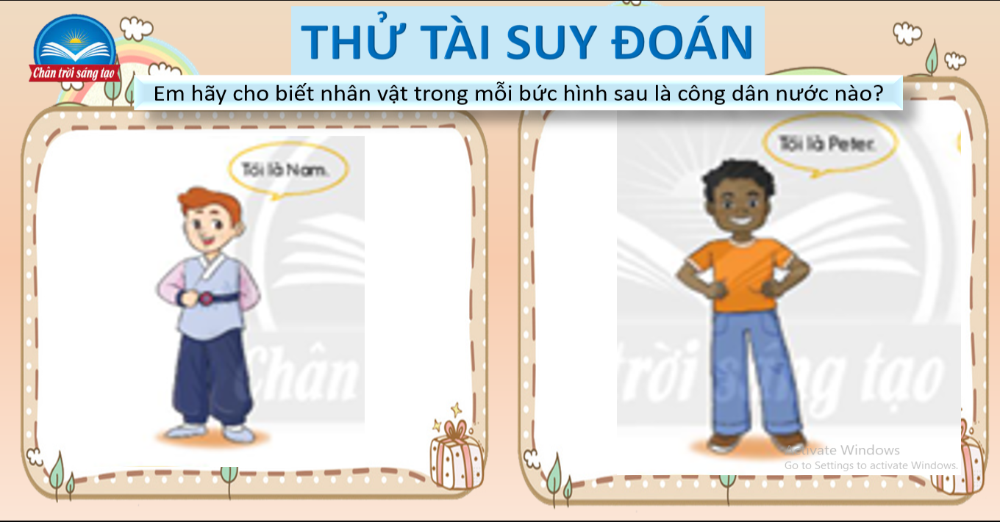 THỬ TÀI SUY ĐOÁN
Chân trời sáng tạo
Em hãy cho biết nhân vật trong mỗi bức hình sau là công dân nước nào?
Tôi là Nam.
Tôi là Peter.
Chân
trời sáng tạo
Activate Windows
Go to Settings to activate Windows.